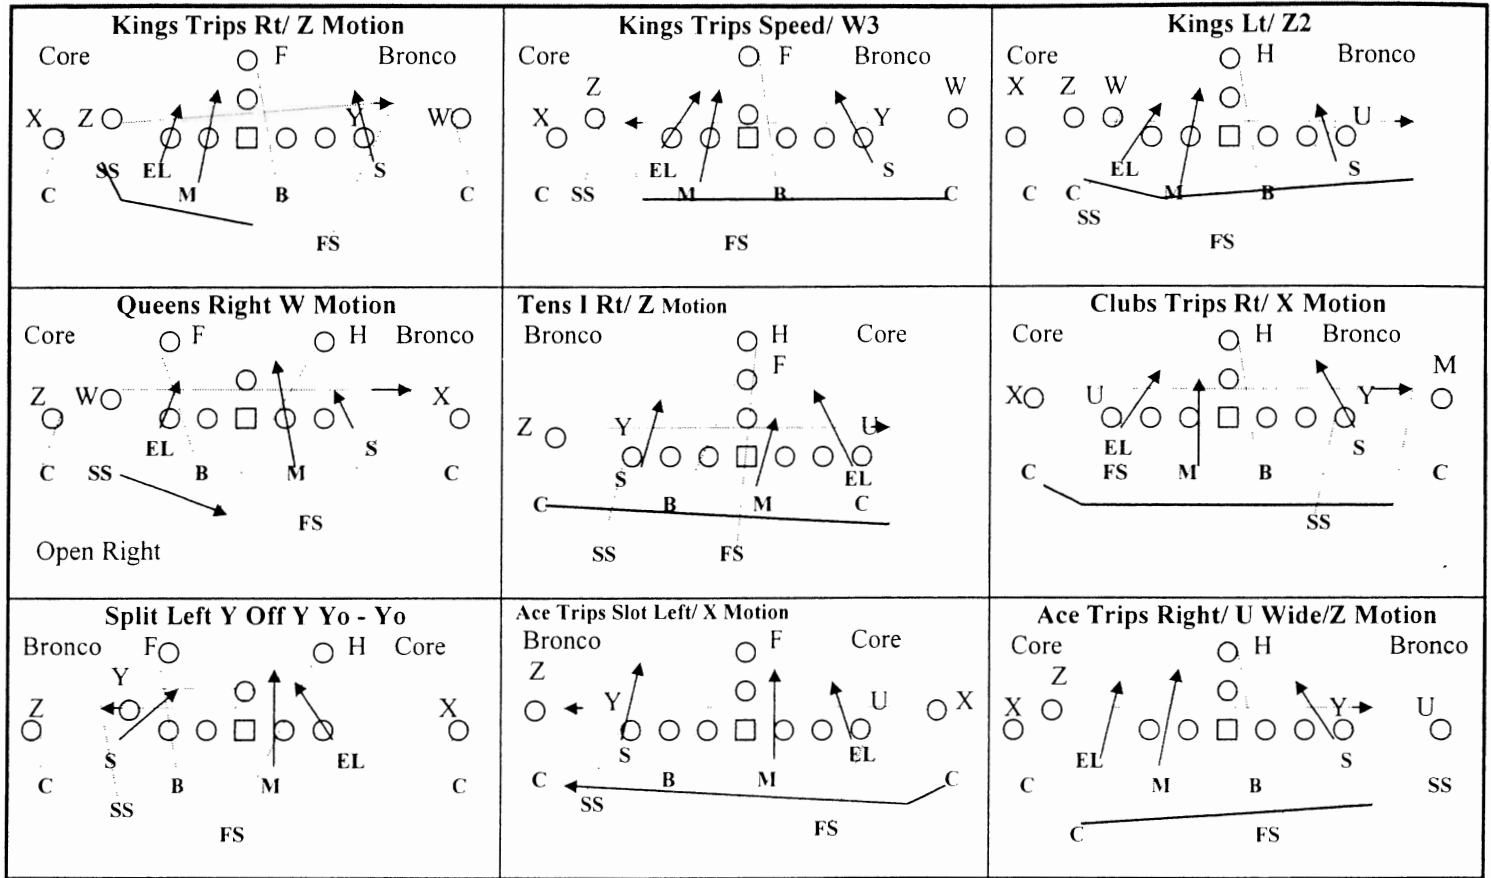 Kings Trips Rt/ Z Motion
Core F Bronco
X Z Y W
SS EL S
C M B C
FS
Kings Trips Speed/ W3
Core F Bronco
Z W
X Y
EL S
C SS M B C
FS
Kings Lt/ Z2
Core H Bronco
X Z W U
EL S
C C M B
SS
FS
Queens Right W Motion
Core F H Bronco
Z W X
EL S
C SS B M C
FS
Open Right
Tens I Rt/ Z Motion
Bronco H Core
F
Z Y U
S EL
C B M C
SS FS
Clubs Trips Rt/ X Motion
Core H Bronco
M
X U Y
EL S
C FS M B C
SS
Split Left Y Off Y Yo - Yo
Bronco F H Core
Y
Z X
S EL
C B M C
SS
FS
Ace Trips Slot Left/ X Motion
Bronco F Core
Z Y U X
S EL
C B M C
SS
FS
Ace Trips Right/ U Wide/Z Motion
Core H Bronco
Z
X Y U
EL S
C M B SS
C FS